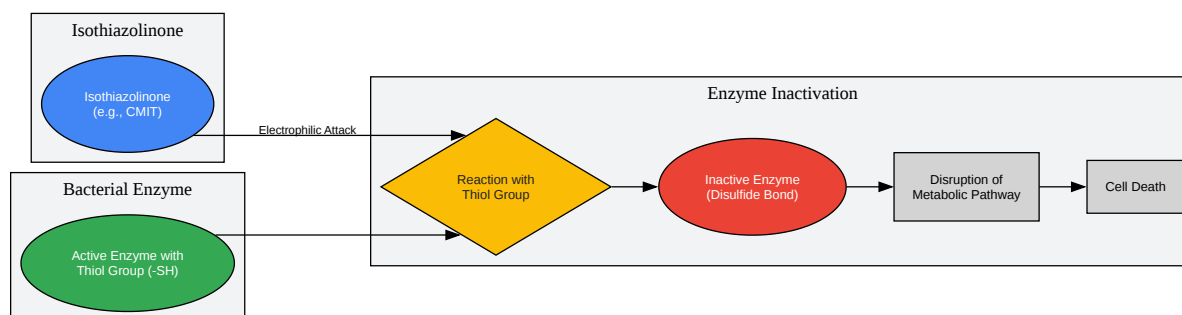 Isothiazolinone
Isothiazolinone
(e.g., CMIT)
Electrophilic Attack
Bacterial Enzyme
Active Enzyme with
Thiol Group (-SH)
Enzyme Inactivation
Reaction with
Thiol Group
Inactive Enzyme
(Disulfide Bond)
Disruption of
Metabolic Pathway
Cell Death